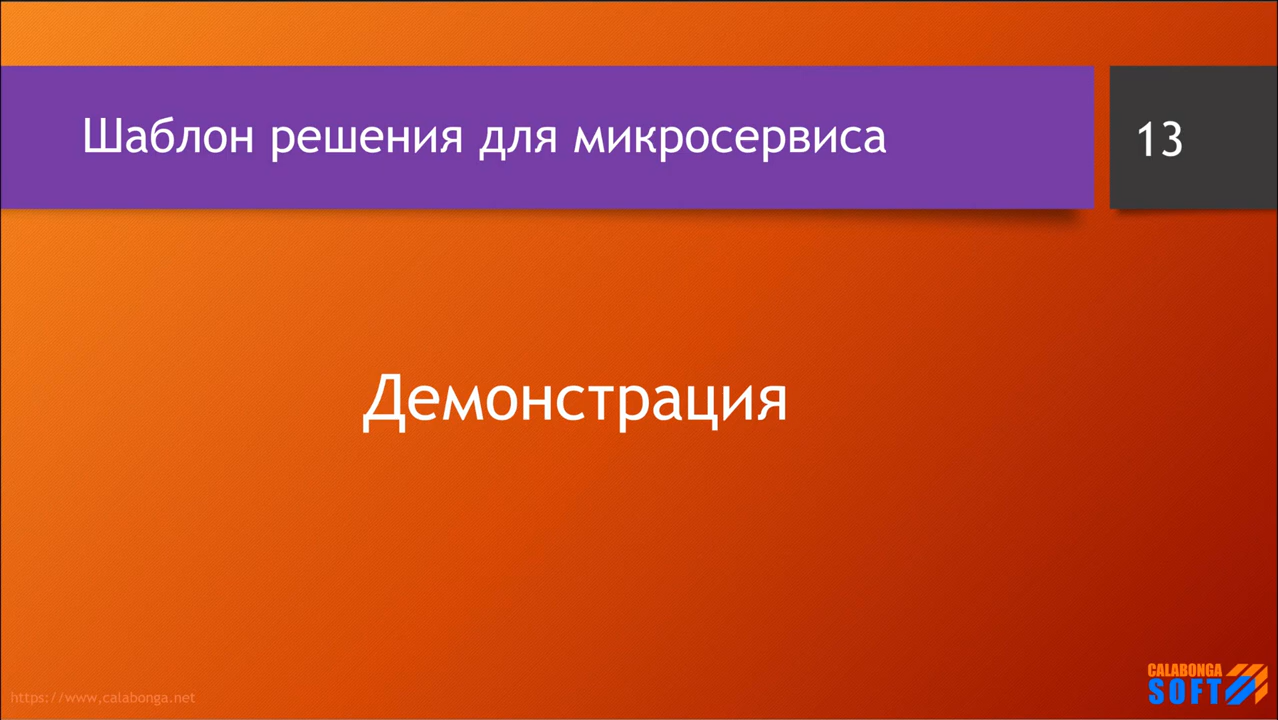 Шаблон решения для микросервиса
13
Демонстрация
https://www.calabonga.net
CALABONGA
SOFT